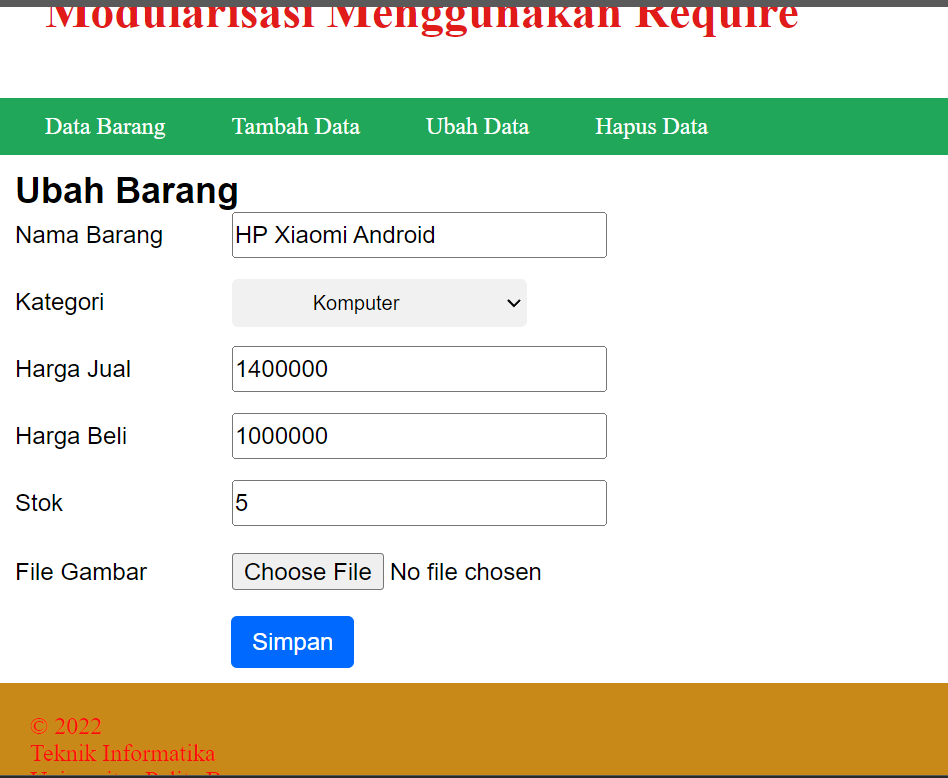 Modularisasi Menggunakan Require
Data Barang Tambah Data Ubah Data Hapus Data
Ubah Barang
Nama Barang HP Xiaomi Android
Kategori Komputer
Harga Jual 1400000
Harga Beli 1000000
Stok 5
File Gambar Choose File No file chosen
Simpan
© 2022
Teknik Informatika